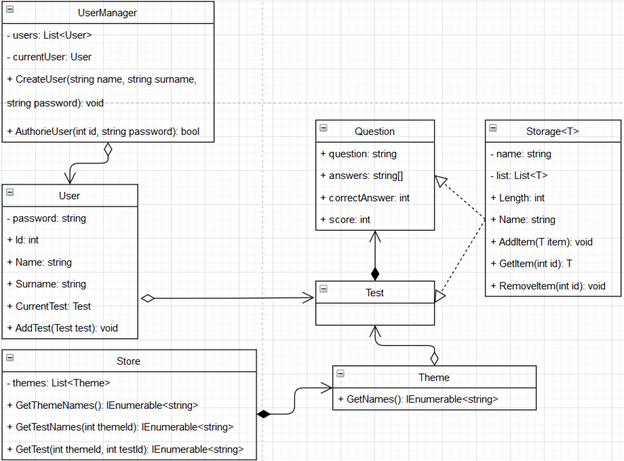 UserManager
- users: List<User>
- currentUser: User
+ CreateUser(string name, string surname,
string password): void
+ AuthorieUser(int id, string password): bool
User
- password: string
+ Id: int
+ Name: string
+ Surname: string
+ CurrentTest: Test
+ AddTest(Test test): void
Question
+ question: string
+ answers: string[]
+ correctAnswer: int
+ score: int
Storage<T>
- name: string
- list: List<T>
+ Length: int
+ Name: string
+ AddItem(T item): void
+ GetItem(int id): T
+ RemoveItem(int id): void
Test
Store
- themes: List<Theme>
+ GetThemeNames(): IEnumerable<string>
+ GetTestNames(int themeId): IEnumerable<string>
+ GetTest(int themeId, int testId): IEnumerable<string>
Theme
+ GetNames(): IEnumerable<string>